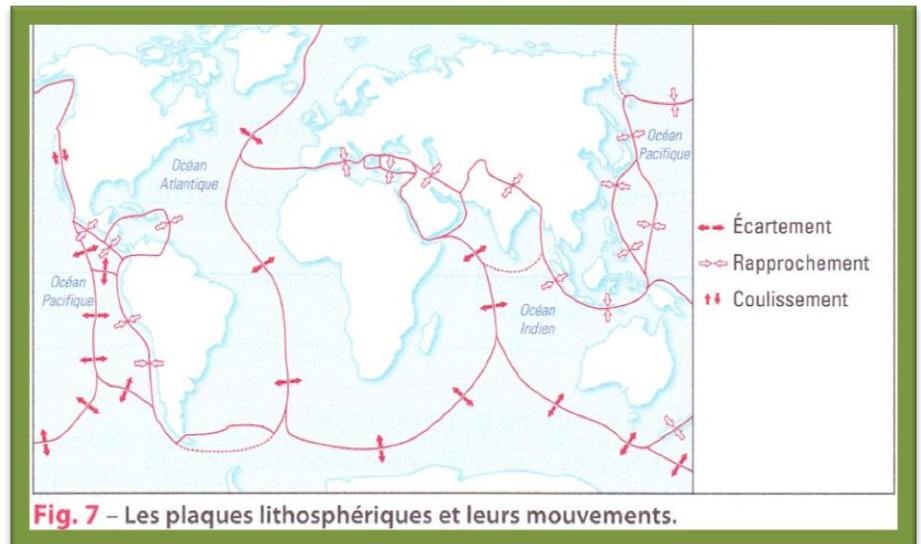 Océan
Atlantique
Océan
Pacifique
Océan
Pacifique
Océan
Indien
Écartement
Rapprochement
Coulissement
Fig. 7 – Les plaques lithosphériques et leurs mouvements.